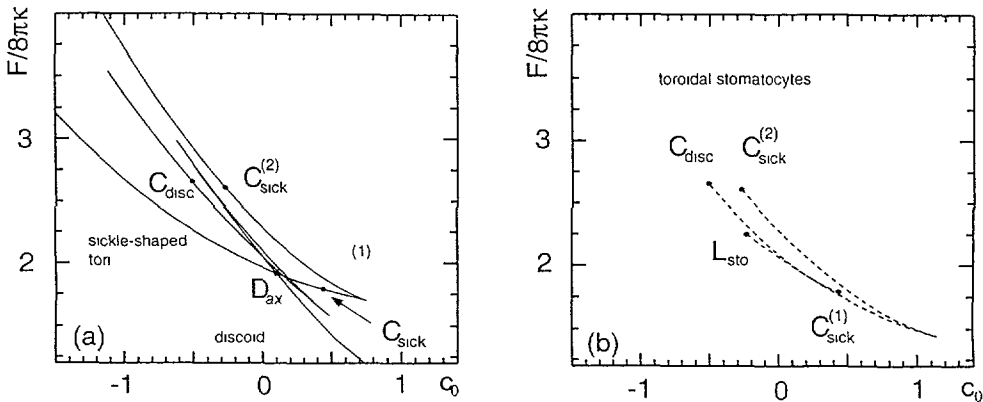 F/8πκ
3
2
C_disc
C_sick^(2)
sickle-shaped
tori
(1)
D_ax
C_sick
(a)
discoid
-1
0
1
c_0
F/8πκ
toroidal stomatocytes
3
C_disc
C_sick^(2)
L_sto
2
C_sick^(1)
(b)
-1
0
1
c_0